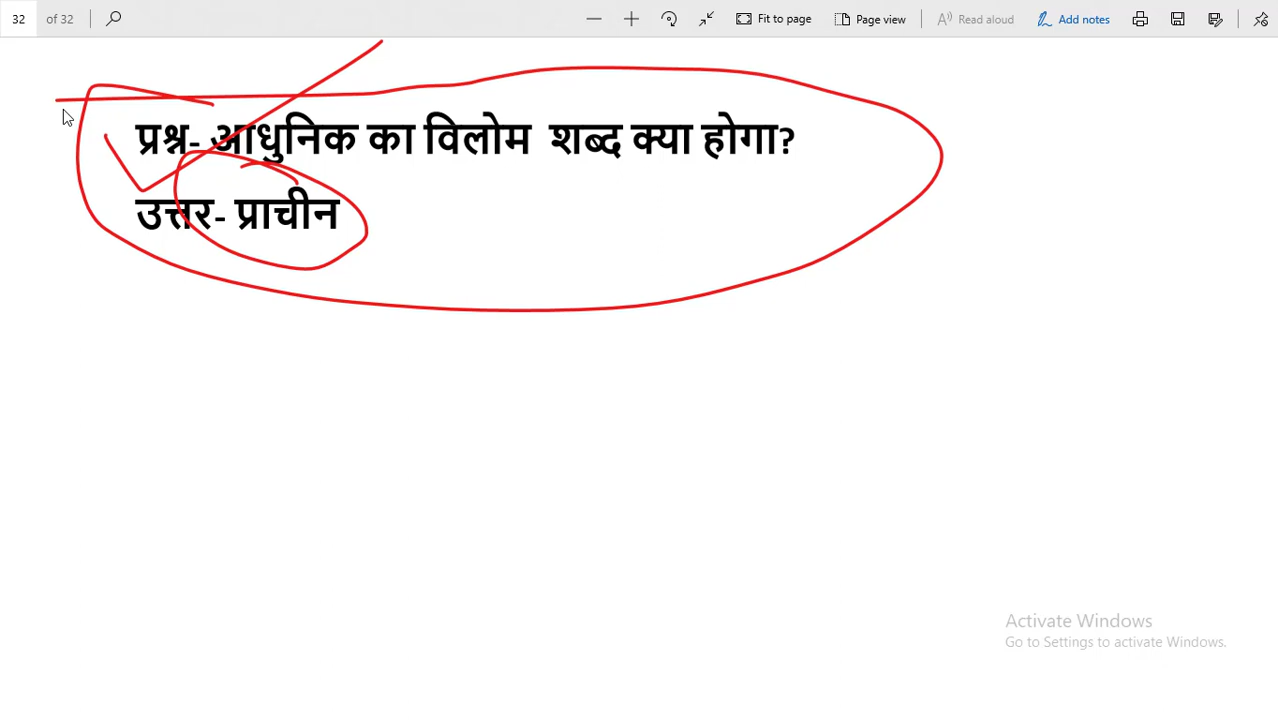 32 of 32 Fit to page Page view Read aloud Add notes
प्रश्न- आधुनिक का विलोम शब्द क्या होगा?
उत्तर- प्राचीन
Activate Windows
Go to Settings to activate Windows.